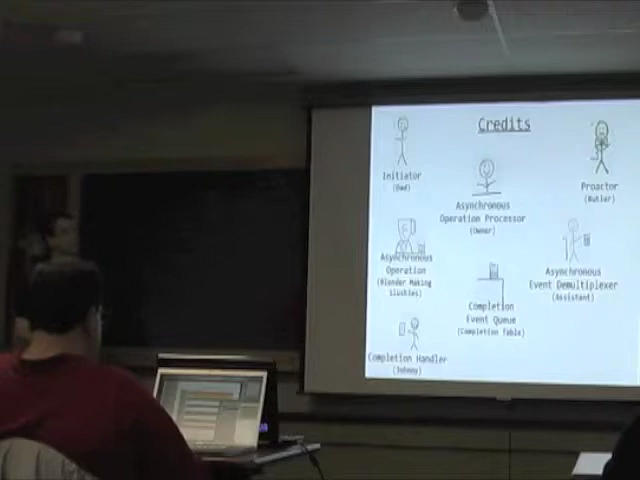 Credits
Initiator
(Dad)
Proactor
(Butler)
Asynchronous
Operation Processor
(Owner)
Asynchronous
Operation
(Blender Making
Slushies)
Asynchronous
Event Demultiplexer
(Assistant)
Completion
Event Queue
(Completion Table)
Completion Handler
(Johnny)